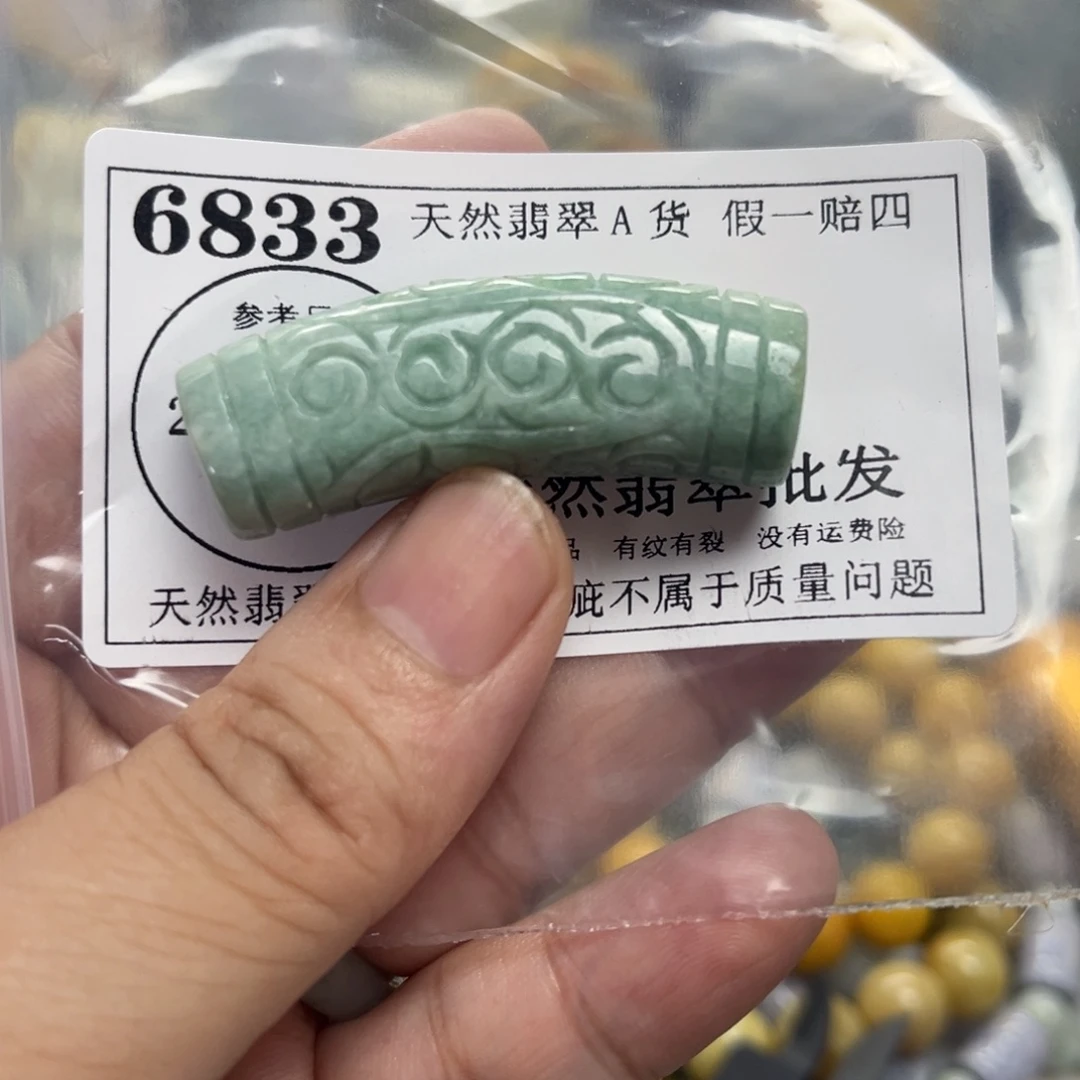 6833 天然翡翠A货 假一赔四
参考
2
然翡翠批发
品 有纹有裂 没有运费险
天然翡 疵不属于质量问题